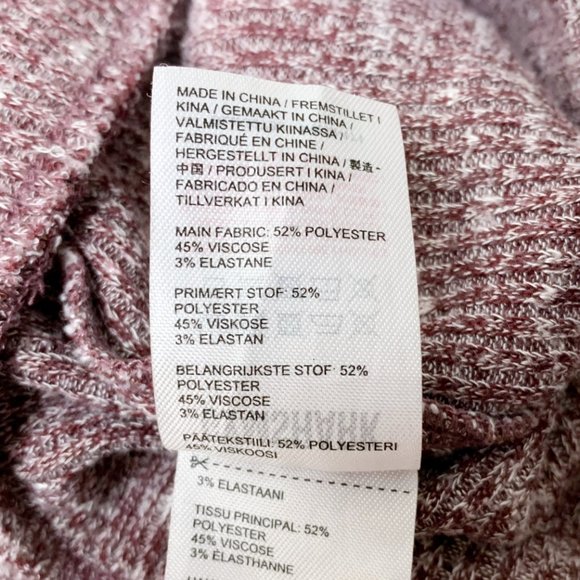 MADE IN CHINA / FREMSTILLET I
KINA / GEMAAKT IN CHINA /
VALMISTETTU KIINASSA /
FABRIQUÉ EN CHINE /
HERGESTELLT IN CHINA / 製造-
中國 / PRODUSERT I KINA /
FABRICADO EN CHINA /
TILLVERKAT I KINA
MAIN FABRIC: 52% POLYESTER
45% VISCOSE
3% ELASTANE
PRIMÆRT STOF: 52%
POLYESTER
45% VISKOSE
3% ELASTAN
BELANGRIJKSTE STOF: 52%
POLYESTER
45% VISCOSE
3% ELASTAN
PÄÄTEKSTIILI: 52% POLYESTERI
45% VISKOOSI
3% ELASTAANI
TISSU PRINCIPAL: 52%
POLYESTER
45% VISCOSE
3% ÉLASTHANNE